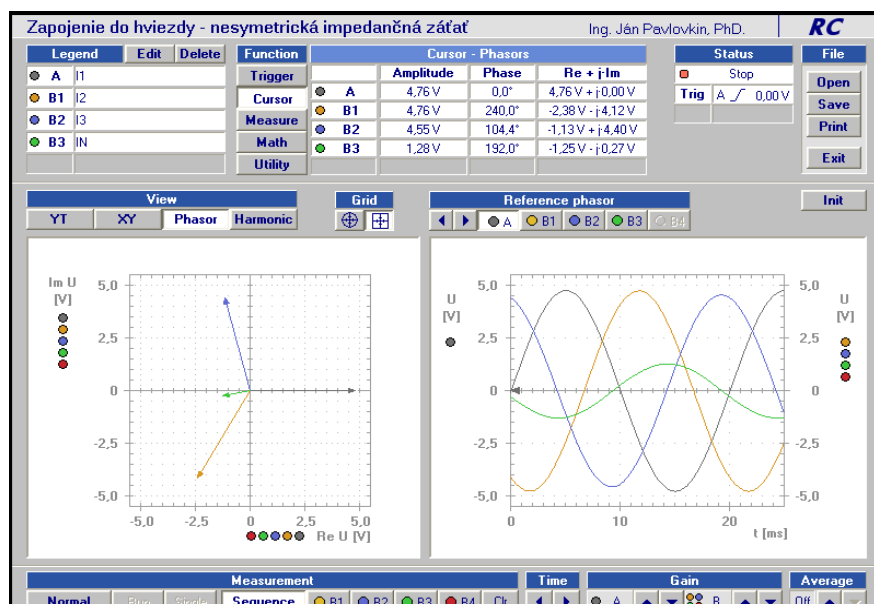 Zapojenie do hviezdy - nesymetrická impedančná záťať Ing. Ján Pavlovkin, PhD. RC
Legend Edit Delete Function Cursor - Phasors Status File
Amplitude Phase Re + j·Im
A I1 Trigger A 4,76 V 0,0° 4,76 V + j·0,00 V Stop Open
B1 I2 Cursor B1 4,76 V 240,0° -2,38 V - j·4,12 V Trig A 0,00 V Save
B2 I3 Measure B2 4,55 V 104,4° -1,13 V + j·4,40 V Print
B3 IN Math B3 1,28 V 192,0° -1,25 V - j·0,27 V
Utility Exit
View Grid Reference phasor Init
YT XY Phasor Harmonic A B1 B2 B3 B4
Im U [V]
5,0
2,5
0
-2,5
-5,0
-5,0 -2,5 0 2,5 5,0
Re U [V]
U [V]
5,0
2,5
0
-2,5
-5,0
0 10 20
t [ms]
U [V]
5,0
2,5
0
-2,5
-5,0
Measurement Time Gain Average
Normal Run Single Sequence B1 B2 B3 B4 Clr A B Off